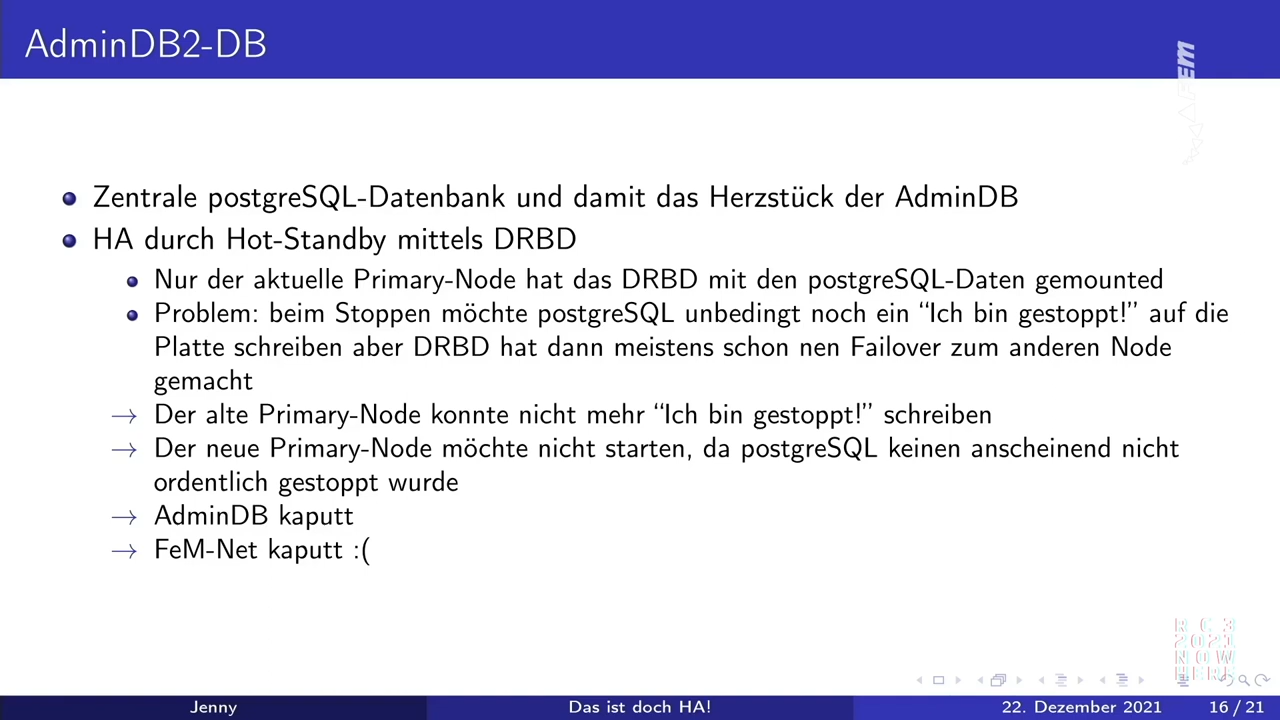 AdminDB2-DB
FeM
Zentrale postgreSQL-Datenbank und damit das Herzstück der AdminDB
HA durch Hot-Standby mittels DRBD
Nur der aktuelle Primary-Node hat das DRBD mit den postgreSQL-Daten gemounted
Problem: beim Stoppen möchte postgreSQL unbedingt noch ein “Ich bin gestoppt!” auf die
Platte schreiben aber DRBD hat dann meistens schon nen Failover zum anderen Node
gemacht
→ Der alte Primary-Node konnte nicht mehr “Ich bin gestoppt!” schreiben
→ Der neue Primary-Node möchte nicht starten, da postgreSQL keinen anscheinend nicht
ordentlich gestoppt wurde
→ AdminDB kaputt
→ FeM-Net kaputt :(
RC3
2021
NOW
HERE
Jenny
Das ist doch HA!
22. Dezember 2021
16 / 21